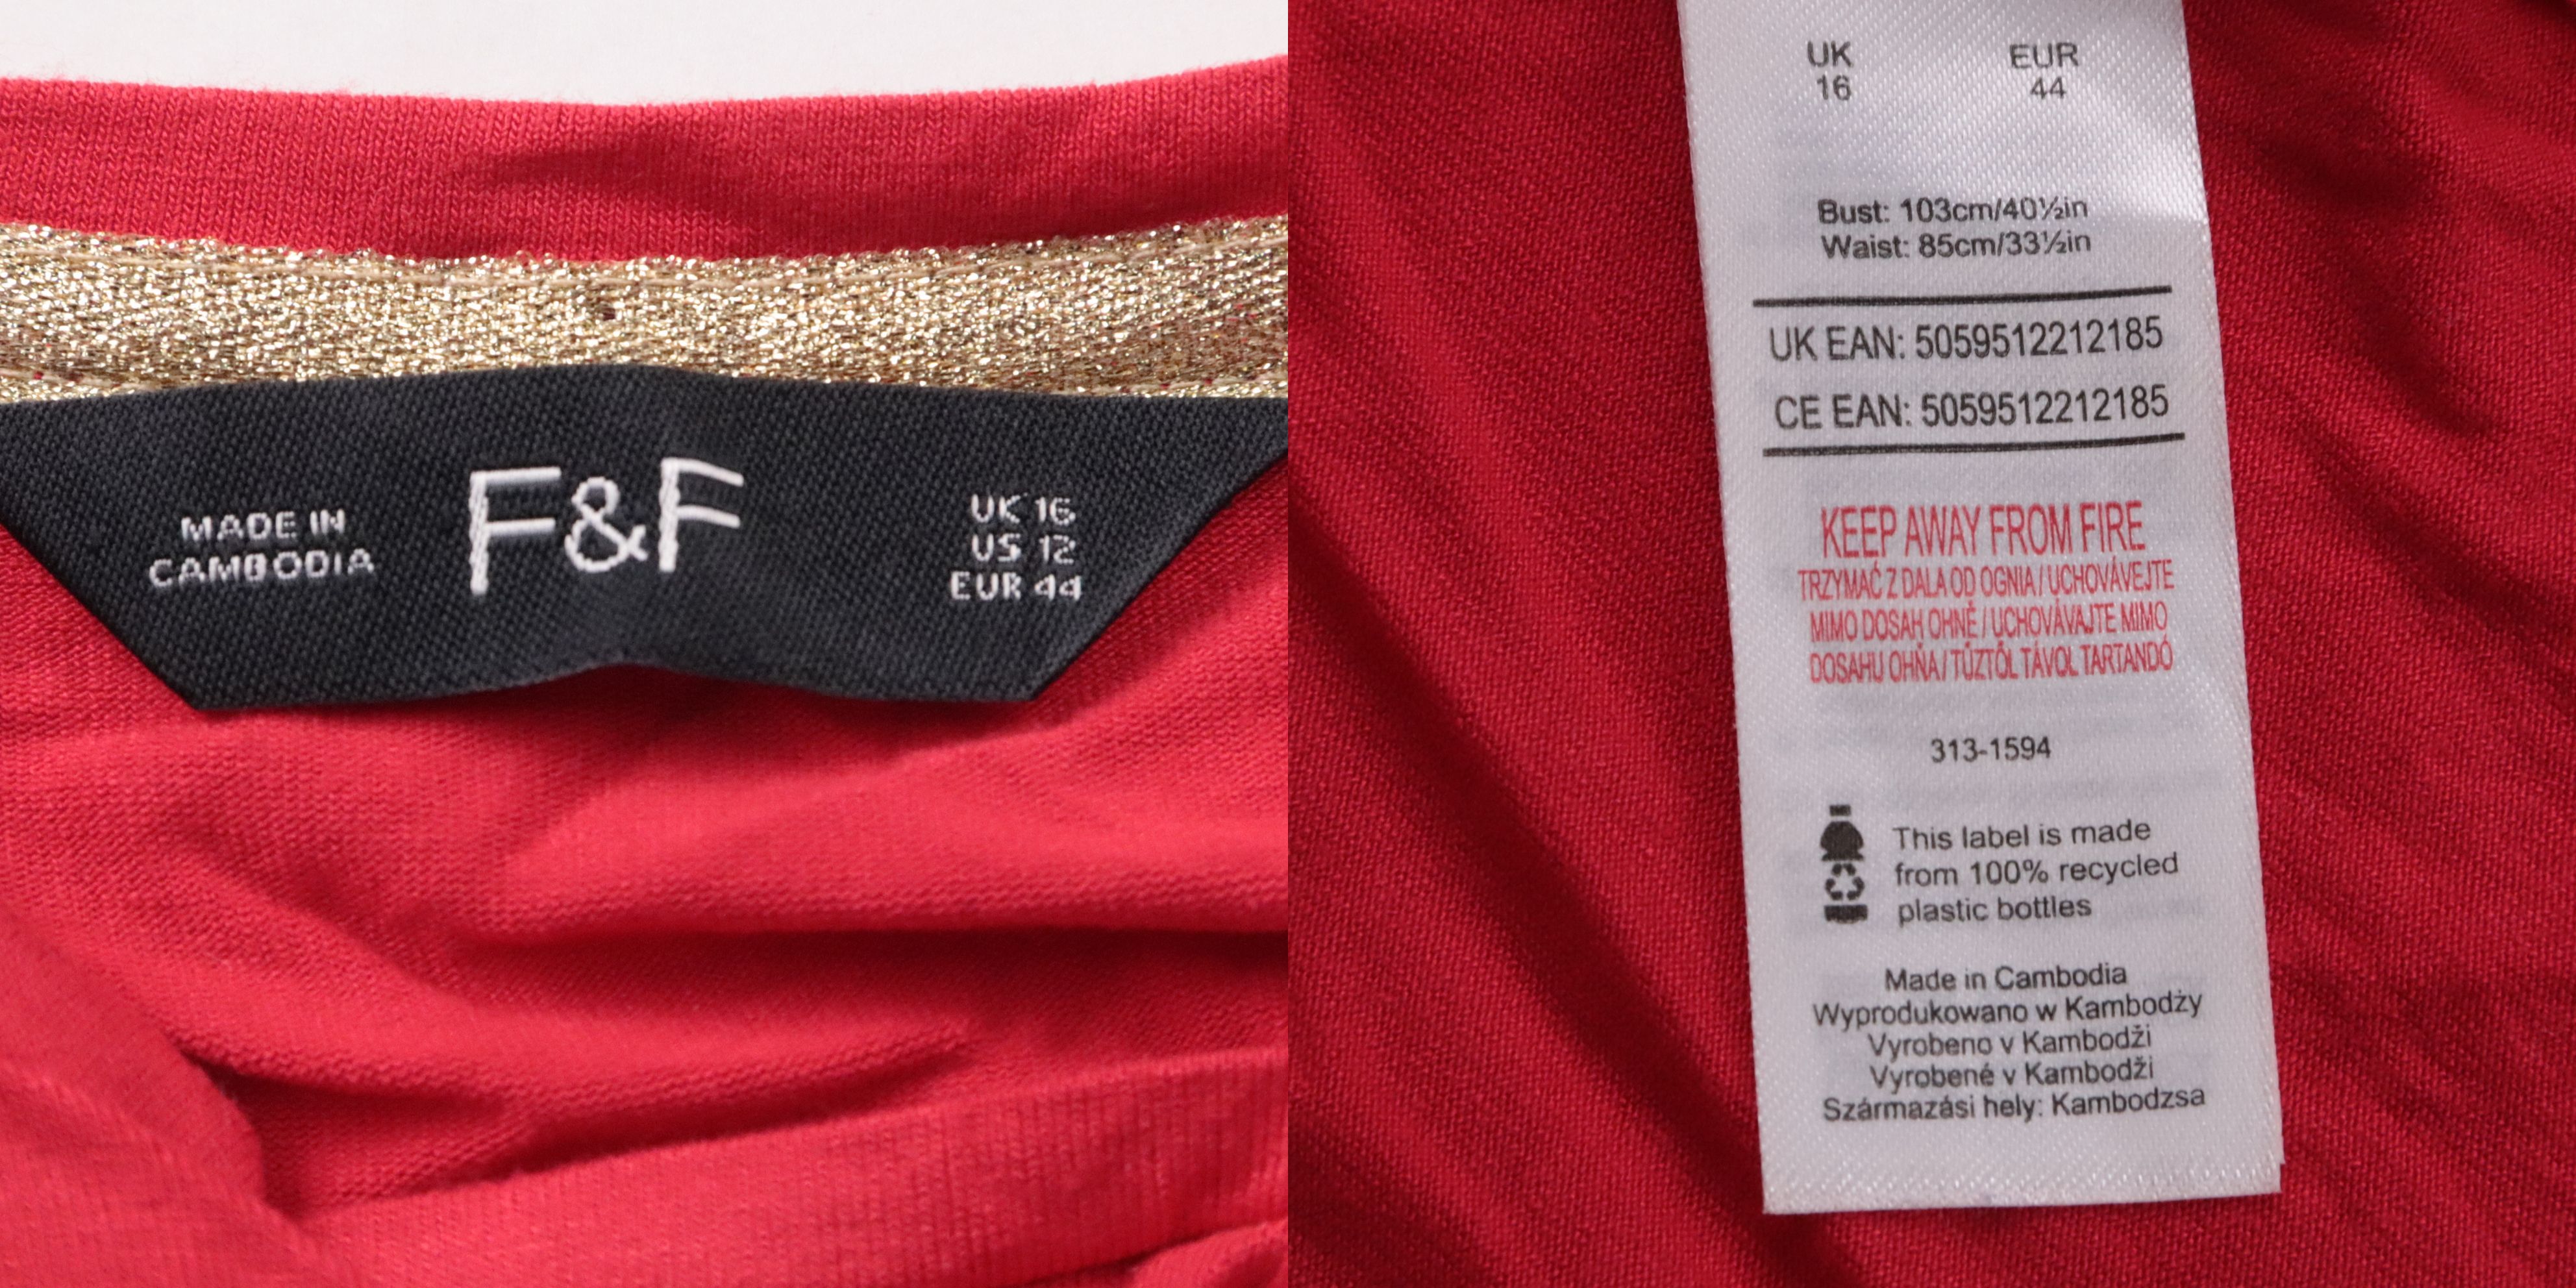 MADE IN
CAMBODIA
F&F
UK 16
US 12
EUR 44
UK EUR
16 44
Bust: 103cm/40½in
Waist: 85cm/33½in
UK EAN: 5059512212185
CE EAN: 5059512212185
KEEP AWAY FROM FIRE
TRZYMAĆ Z DALA OD OGNIA / UCHOVÁVEJTE
MIMO DOSAH OHNĚ / UCHOVÁVAJTE MIMO
DOSAHU OHŇA / TŰZTŐL TÁVOL TARTANDÓ
313-1594
This label is made
from 100% recycled
plastic bottles
Made in Cambodia
Wyprodukowano w Kambodży
Vyrobeno v Kambodži
Vyrobené v Kambodži
Származási hely: Kambodzsa